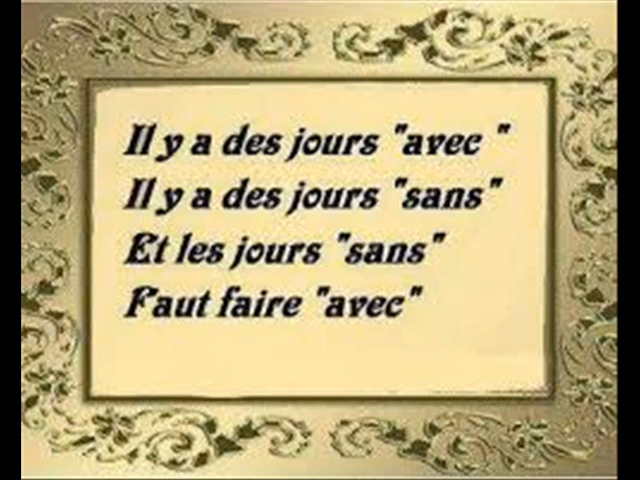 Il y a des jours "avec "
Il y a des jours "sans"
Et les jours "sans"
Faut faire "avec"